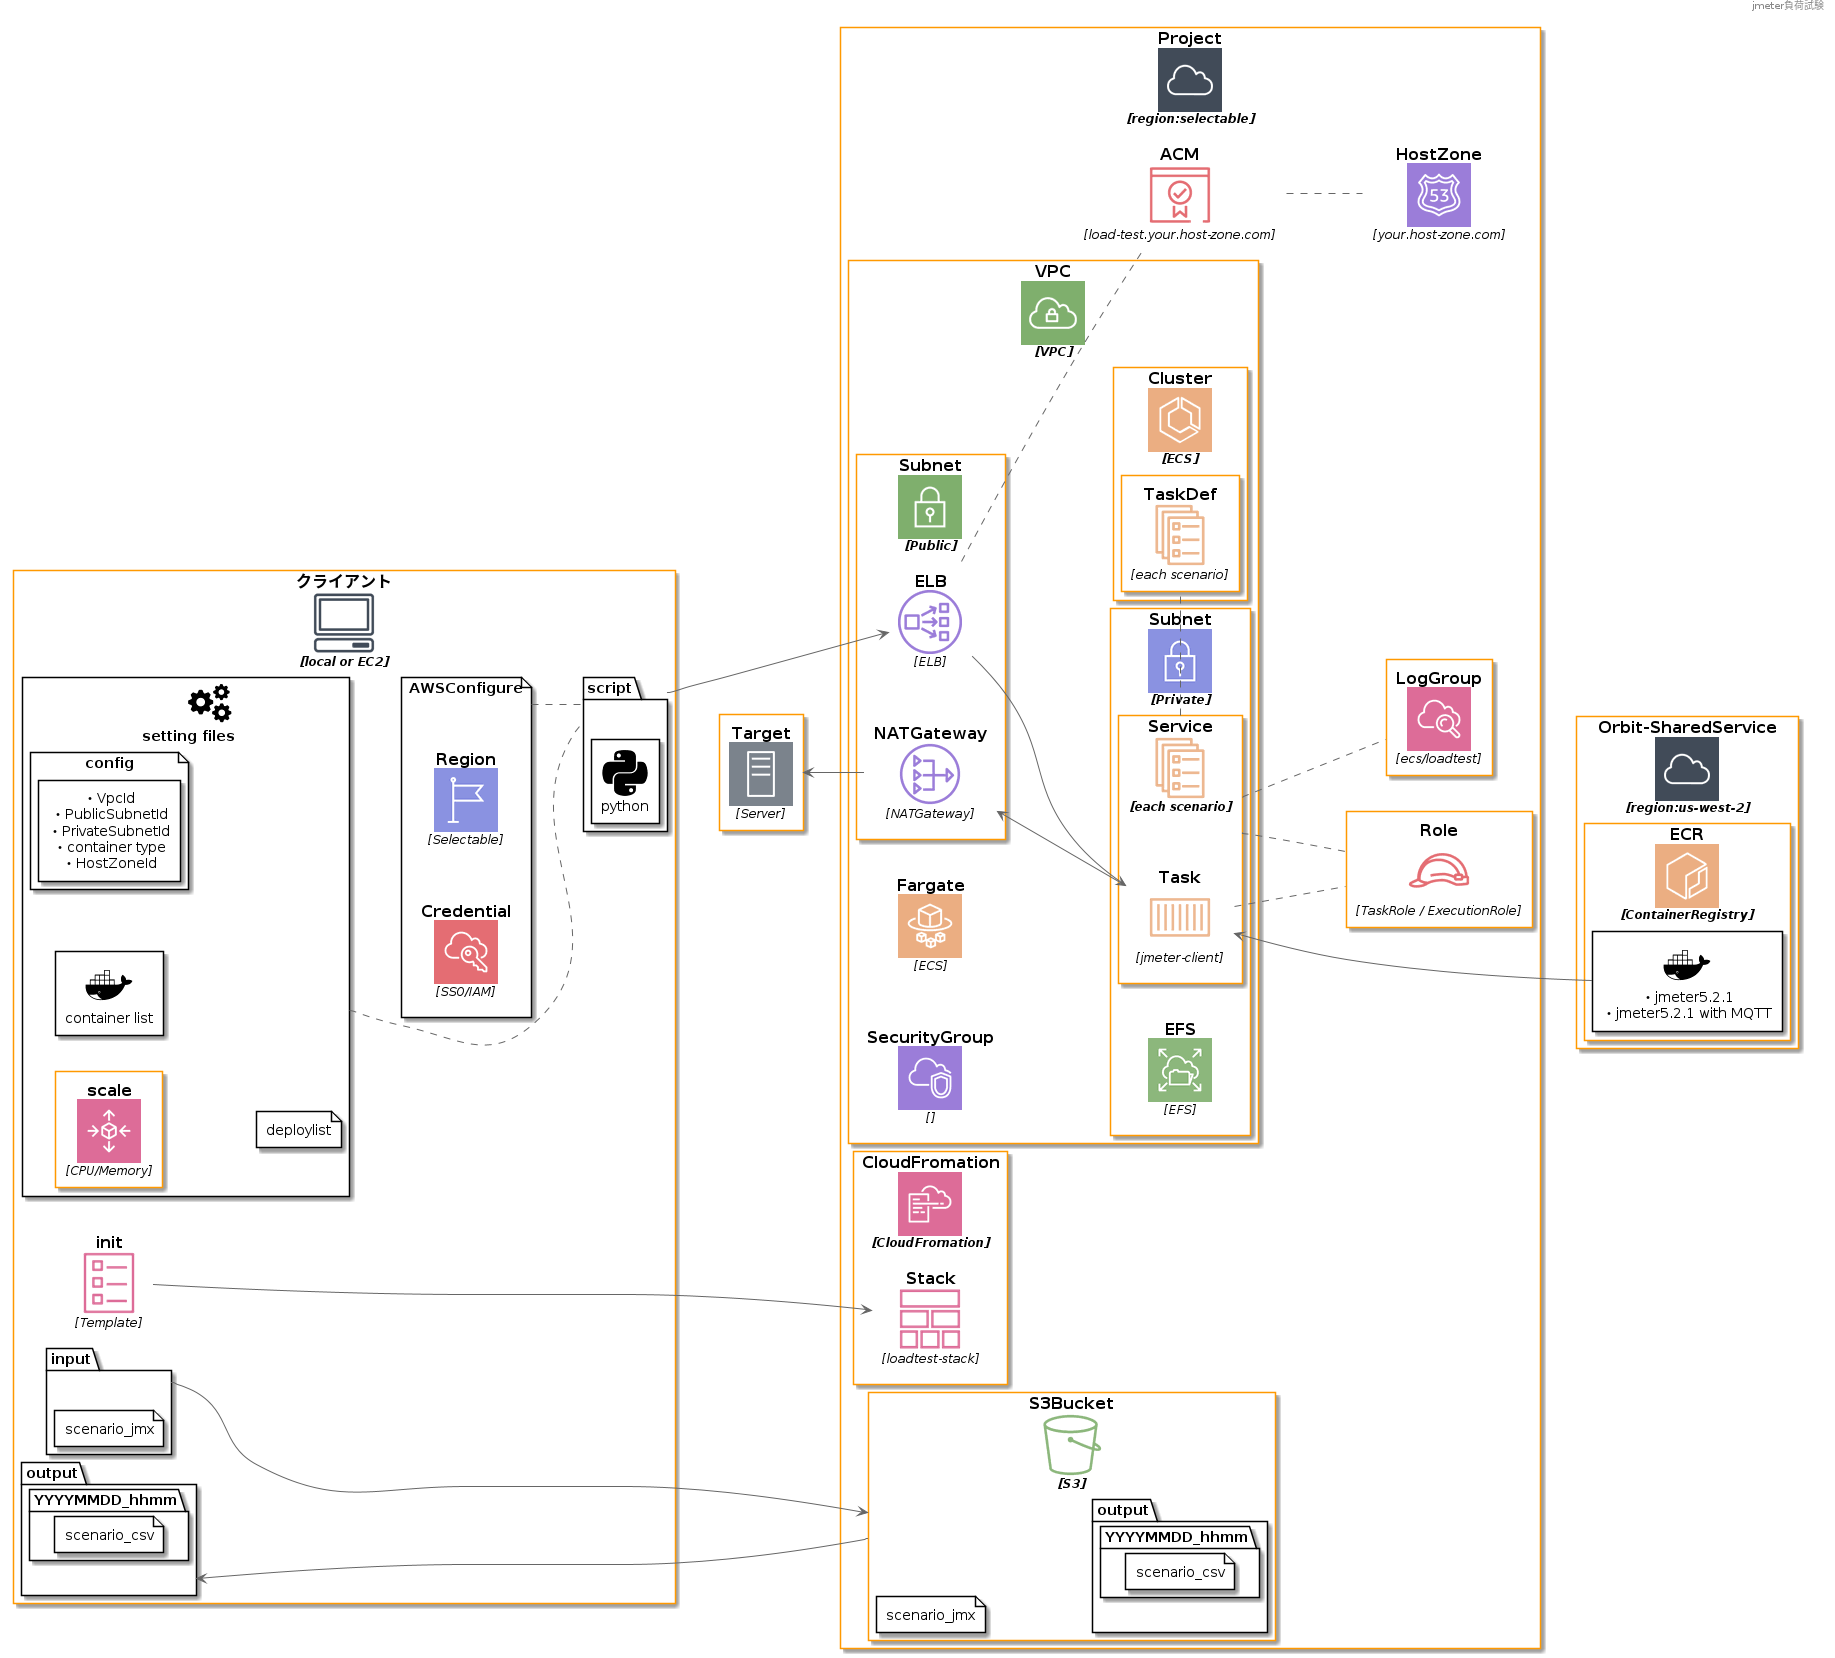 jmeter負荷試験
Project
[region:selectable]
ACM
[load-test.your.host-zone.com]
HostZone
53
[your.host-zone.com]
VPC
[VPC]
Cluster
[ECS]
TaskDef
[each scenario]
Subnet
[Public]
ELB
[ELB]
NATGateway
[NATGateway]
Subnet
[Private]
Service
[each scenario]
Task
[jmeter-client]
EFS
[EFS]
Fargate
[ECS]
SecurityGroup
[]
LogGroup
[ecs/loadtest]
Role
[TaskRole / ExecutionRole]
Orbit-SharedService
[region:us-west-2]
ECR
[ContainerRegistry]
• jmeter5.2.1
• jmeter5.2.1 with MQTT
Target
[Server]
クライアント
[local or EC2]
setting files
config
• VpcId
• PublicSubnetId
• PrivateSubnetId
• container type
• HostZoneId
container list
scale
[CPU/Memory]
deploylist
AWSConfigure
Region
[Selectable]
Credential
[SSO/IAM]
script
python
init
[Template]
input
scenario_jmx
output
YYYYMMDD_hhmm
scenario_csv
CloudFromation
[CloudFromation]
Stack
[loadtest-stack]
S3Bucket
[S3]
output
YYYYMMDD_hhmm
scenario_csv
scenario_jmx